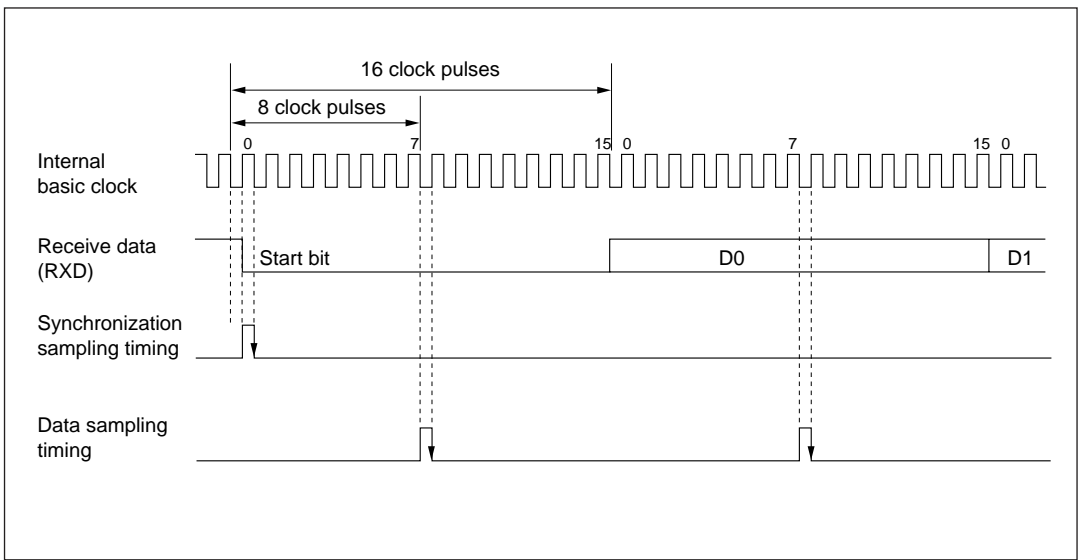 16 clock pulses
8 clock pulses
0 7 15 0 7 15 0
Internal
basic clock
Receive data
(RXD)
Start bit D0 D1
Synchronization
sampling timing
Data sampling
timing